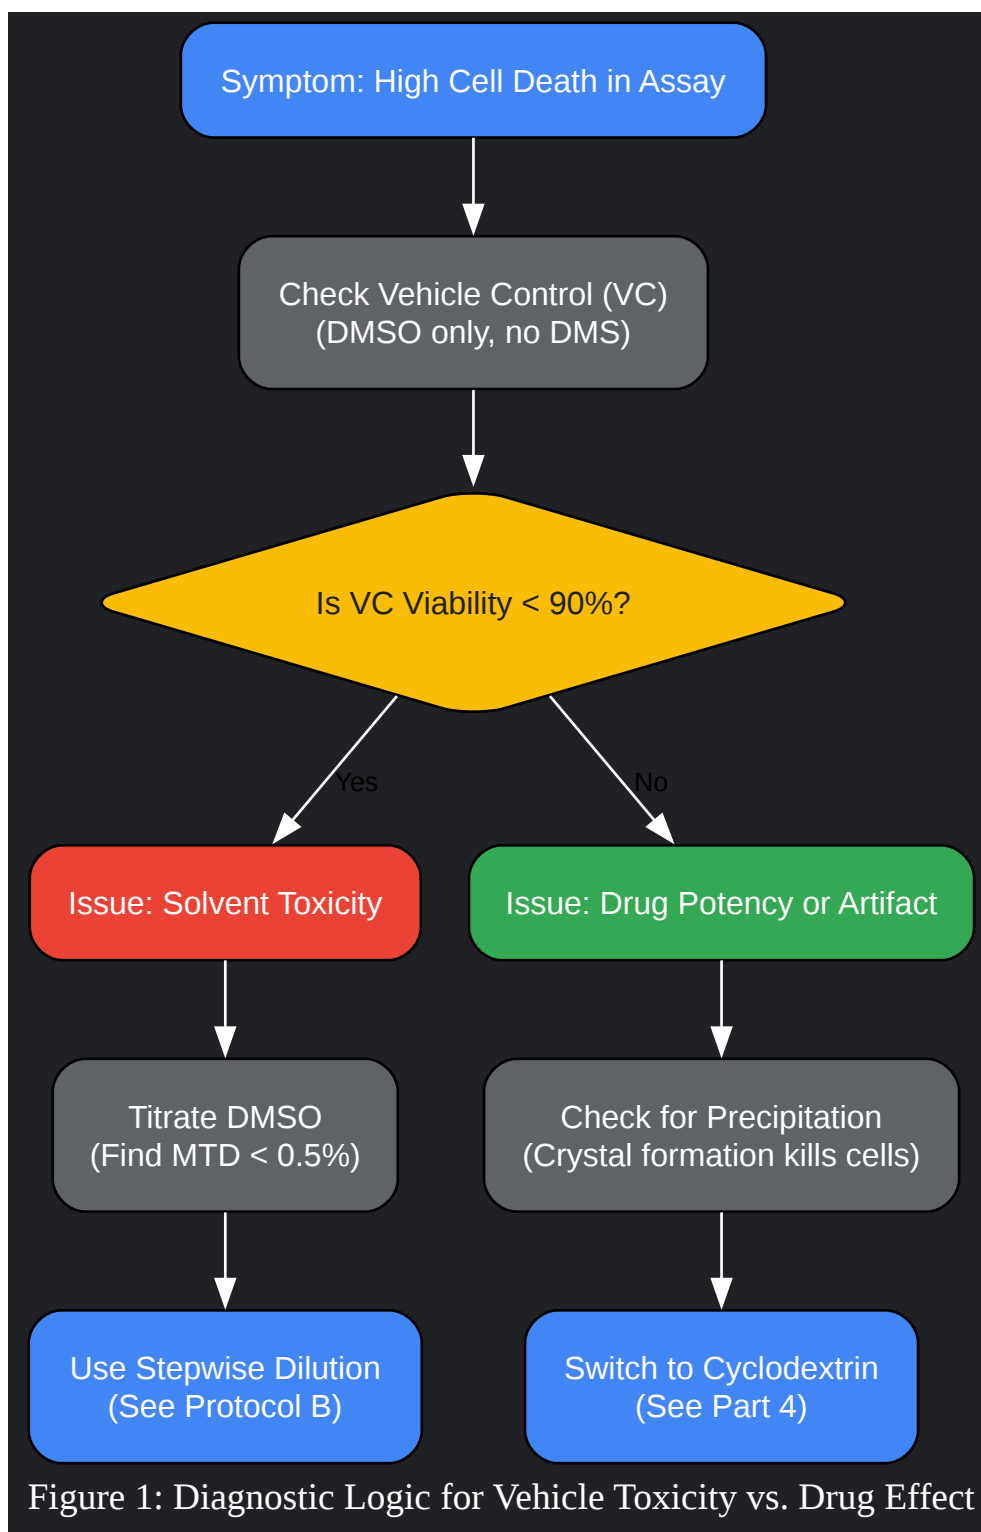 Symptom: High Cell Death in Assay
Check Vehicle Control (VC)
(DMSO only, no DMS)
Is VC Viability < 90%?
Yes
No
Issue: Solvent Toxicity
Issue: Drug Potency or Artifact
Titrate DMSO
(Find MTD < 0.5%)
Check for Precipitation
(Crystal formation kills cells)
Use Stepwise Dilution
(See Protocol B)
Switch to Cyclodextrin
(See Part 4)
Figure 1: Diagnostic Logic for Vehicle Toxicity vs. Drug Effect